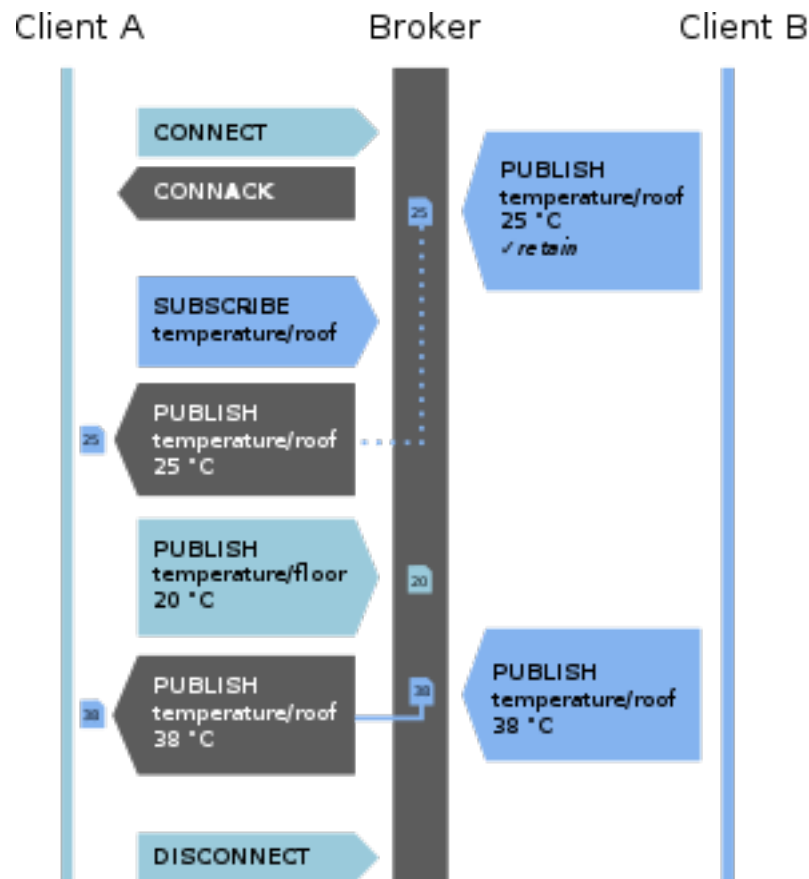 Client A
Broker
Client B
CONNECT
CONNACK
PUBLISH
temperature/roof
25 °C
✓retain
25
SUBSCRIBE
temperature/roof
PUBLISH
temperature/roof
25 °C
25
PUBLISH
temperature/floor
20 °C
20
PUBLISH
temperature/roof
38 °C
38
PUBLISH
temperature/roof
38 °C
38
DISCONNECT